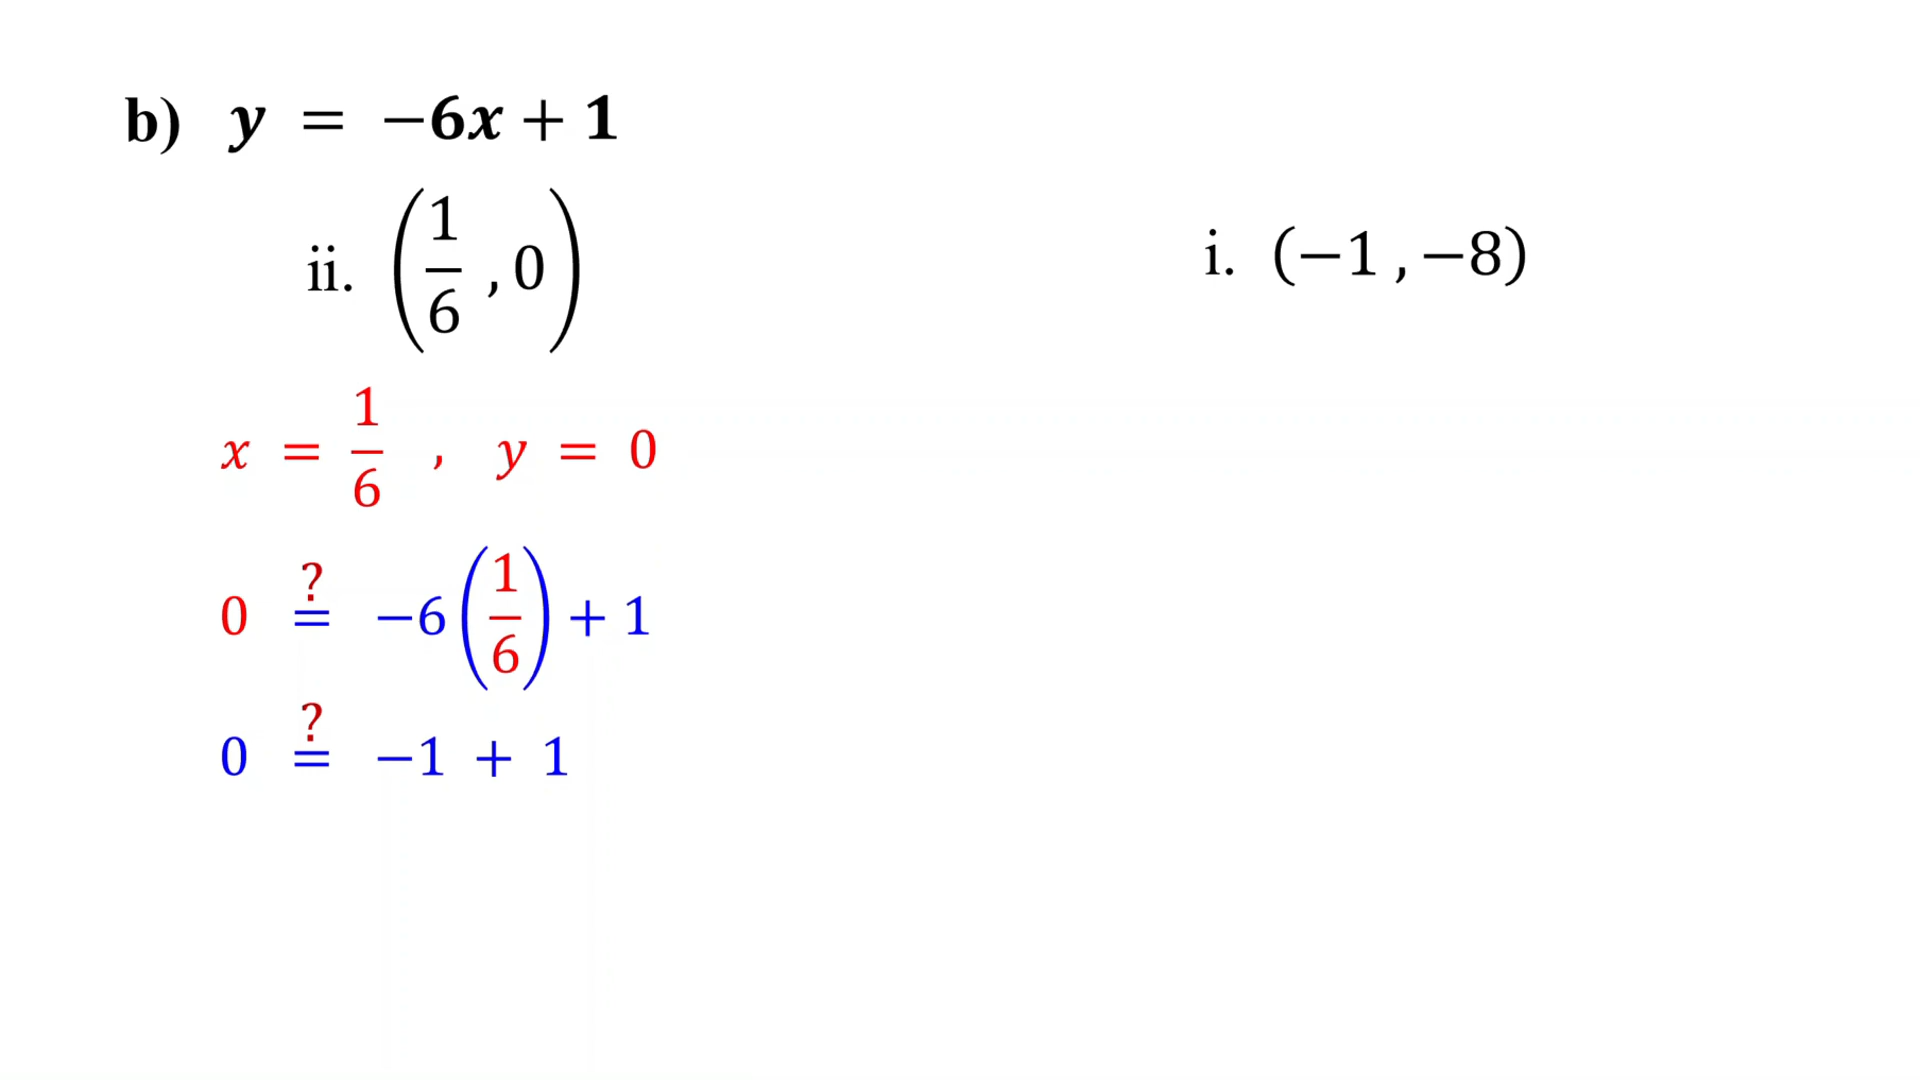 b) y = −6x + 1
ii. (1/6 , 0)
i. (−1 , −8)
x = 1/6 , y = 0
0 ≟ −6(1/6) + 1
0 ≟ −1 + 1